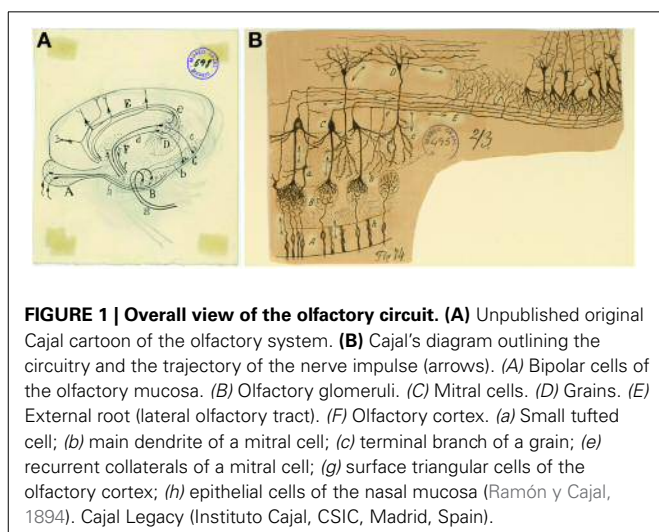 A
B
698
E
A
B
D
2/3
FIGURE 1 | Overall view of the olfactory circuit. (A) Unpublished original
Cajal cartoon of the olfactory system. (B) Cajal's diagram outlining the
circuitry and the trajectory of the nerve impulse (arrows). (A) Bipolar cells of
the olfactory mucosa. (B) Olfactory glomeruli. (C) Mitral cells. (D) Grains. (E)
External root (lateral olfactory tract). (F) Olfactory cortex. (a) Small tufted
cell; (b) main dendrite of a mitral cell; (c) terminal branch of a grain; (e)
recurrent collaterals of a mitral cell; (g) surface triangular cells of the
olfactory cortex; (h) epithelial cells of the nasal mucosa (Ramón y Cajal,
1894). Cajal Legacy (Instituto Cajal, CSIC, Madrid, Spain).